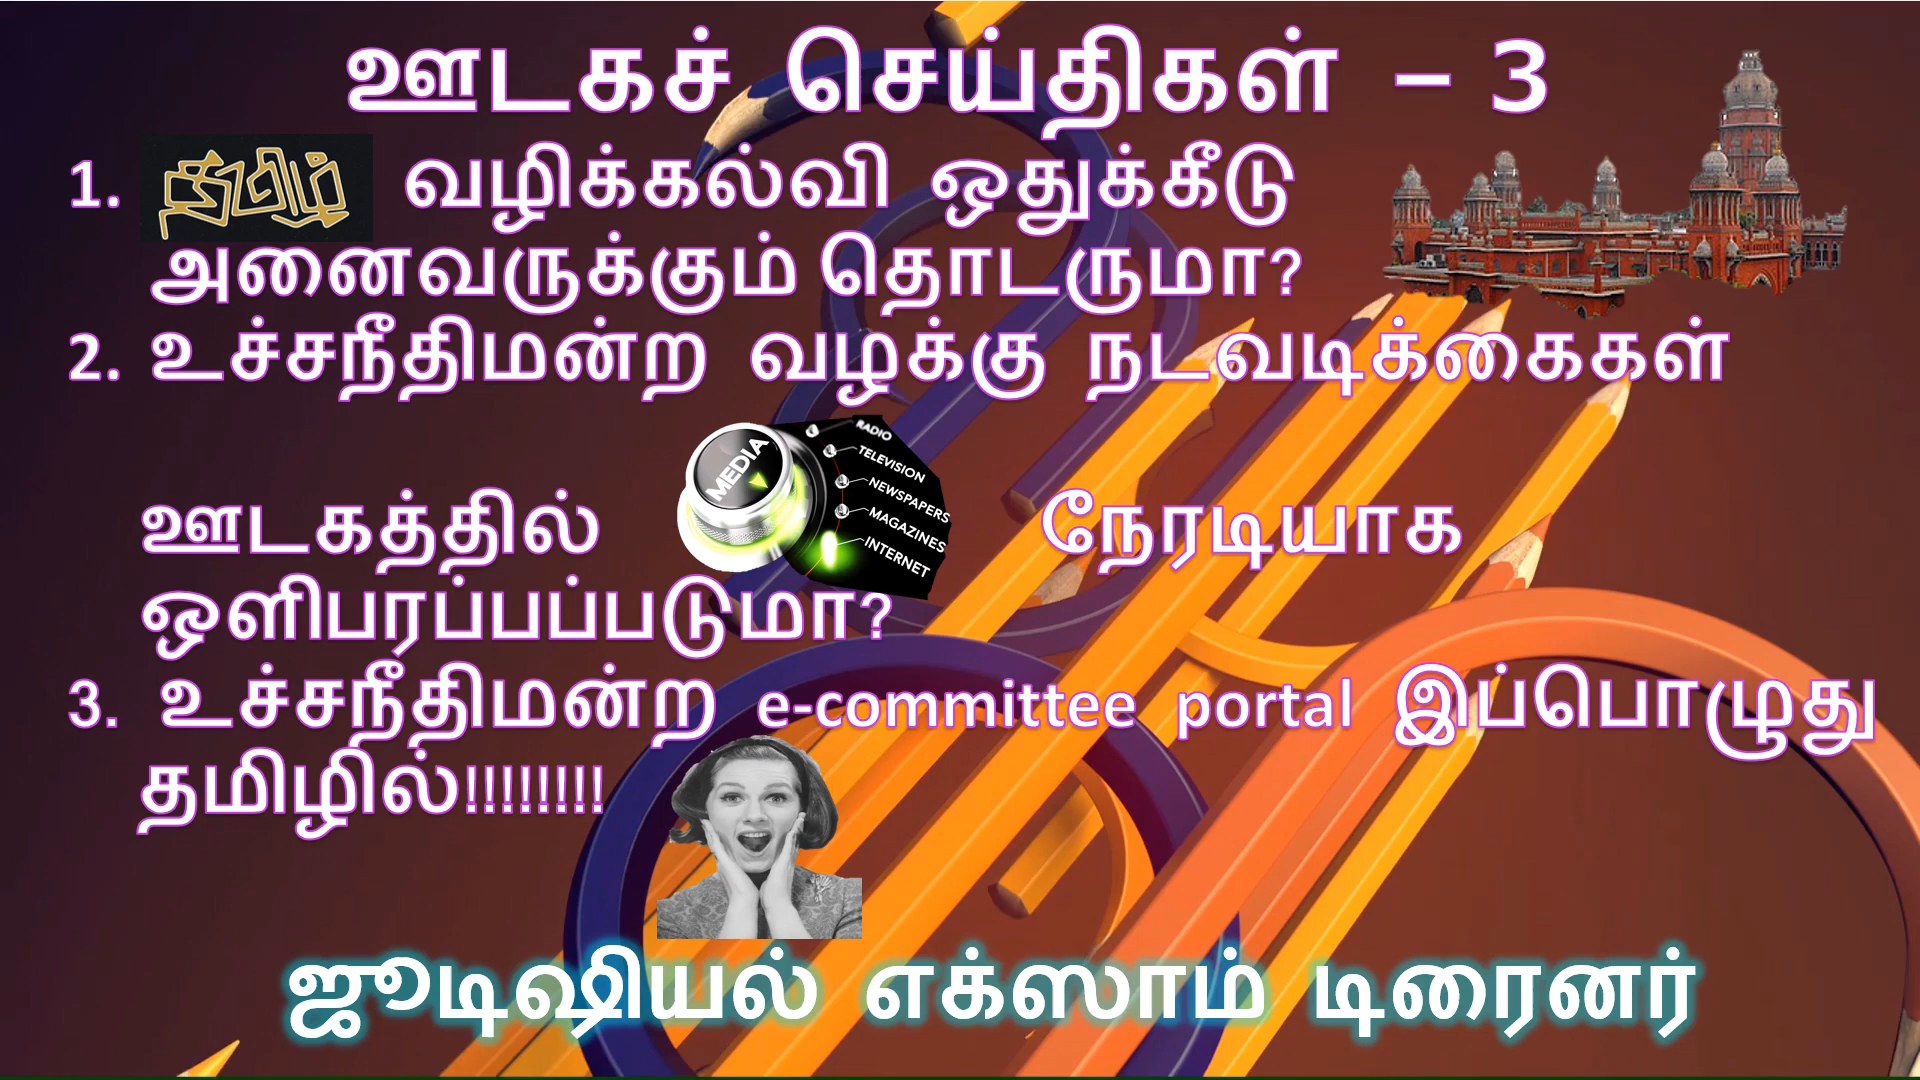 ஊடகச் செய்திகள் – 3
1. தமிழ் வழிக்கல்வி ஒதுக்கீடு
அனைவருக்கும் தொடருமா?
2. உச்சநீதிமன்ற வழக்கு நடவடிக்கைகள்
MEDIA
RADIO
TELEVISION
NEWSPAPERS
MAGAZINES
INTERNET
ஊடகத்தில் நேரடியாக
ஒளிபரப்பப்படுமா?
3. உச்சநீதிமன்ற e-committee portal இப்பொழுது
தமிழில்!!!!!!!!
ஜூடிஷியல் எக்ஸாம் டிரைனர்